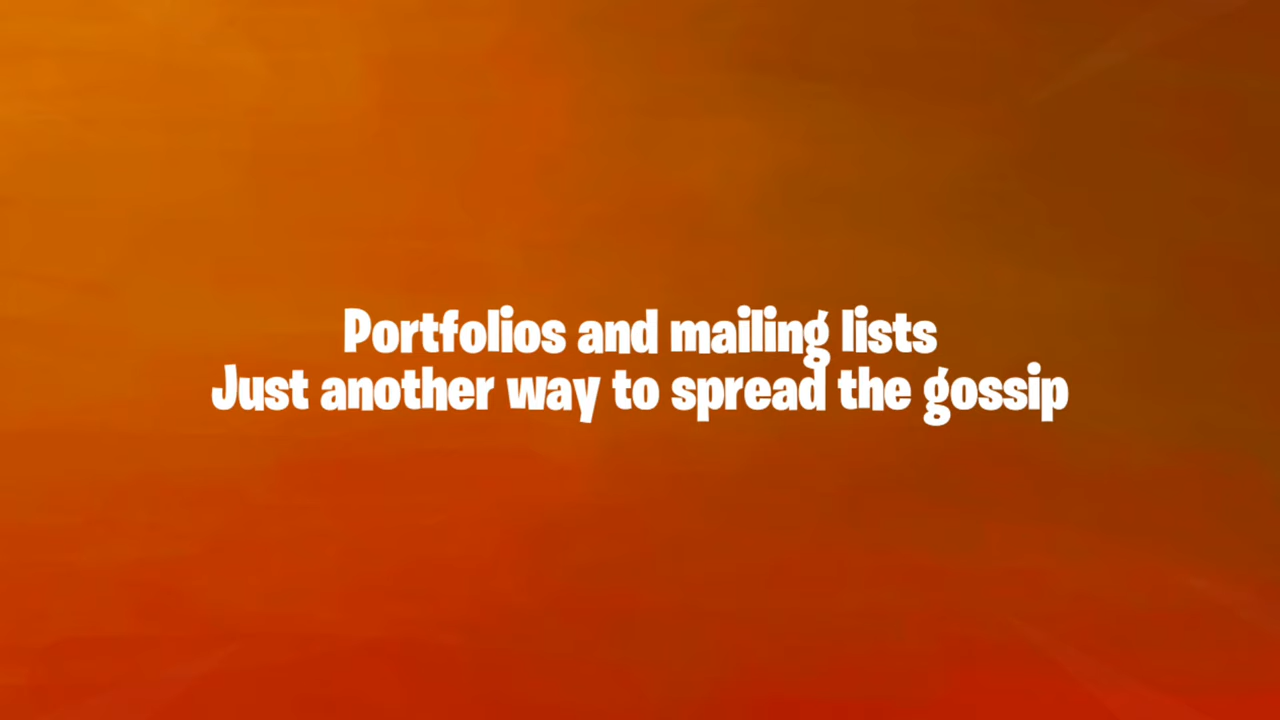 Portfolios and mailing lists
Just another way to spread the gossip